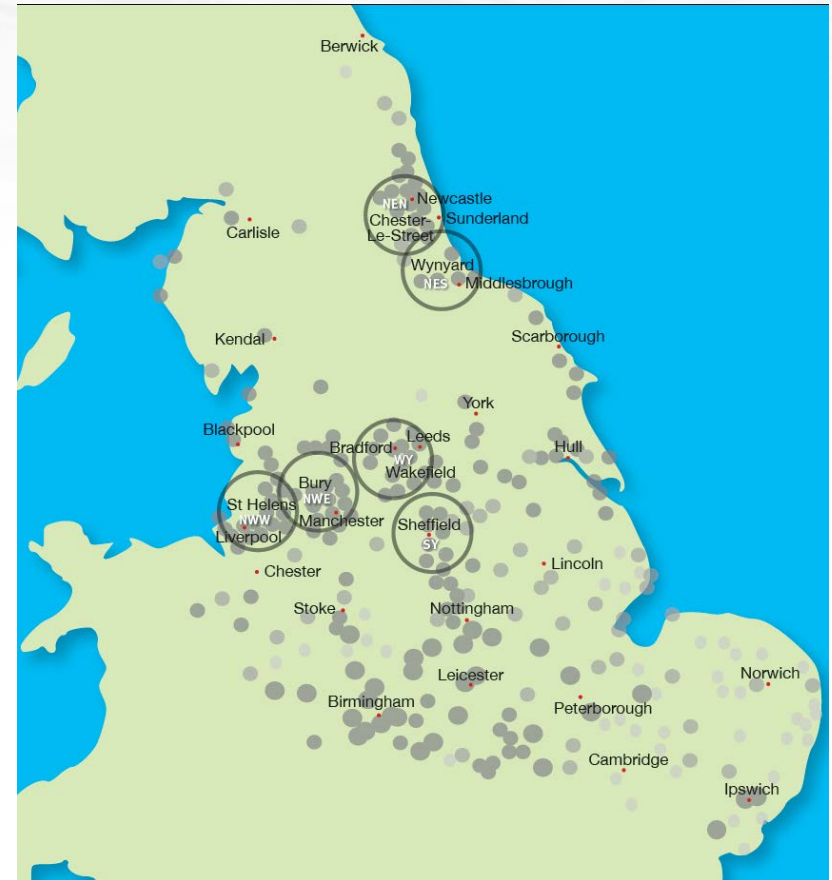 Berwick
NEN
Newcastle
Chester-
Le-Street
Sunderland
Carlisle
Wynyard
NES
Middlesbrough
Kendal
Scarborough
York
Blackpool
Bradford
Leeds
WY
Wakefield
Hull
Bury
NWE
St Helens
NWW
Manchester
Liverpool
Sheffield
SY
Chester
Lincoln
Stoke
Nottingham
Leicester
Norwich
Birmingham
Peterborough
Cambridge
Ipswich